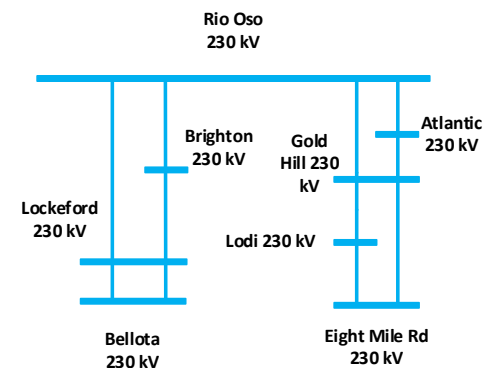 Rio Oso
230 kV
Brighton
230 kV
Gold
Hill 230
kV
Atlantic
230 kV
Lockeford
230 kV
Lodi 230 kV
Bellota
230 kV
Eight Mile Rd
230 kV